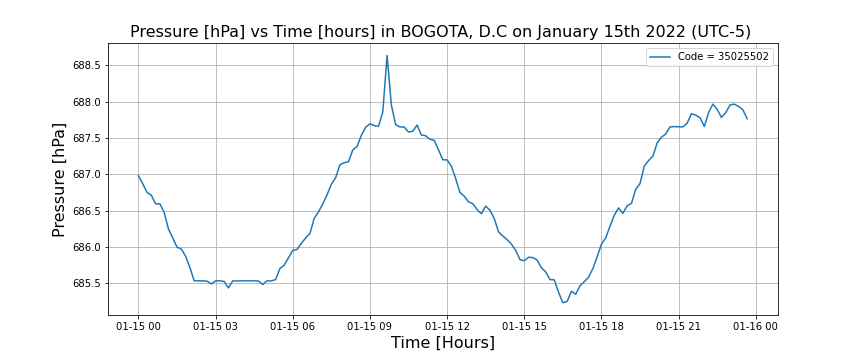 Pressure [hPa] vs Time [hours] in BOGOTA, D.C on January 15th 2022 (UTC-5)
Code = 35025502
688.5
688.0
687.5
687.0
686.5
686.0
685.5
Pressure [hPa]
01-15 00 01-15 03 01-15 06 01-15 09 01-15 12 01-15 15 01-15 18 01-15 21 01-16 00
Time [Hours]